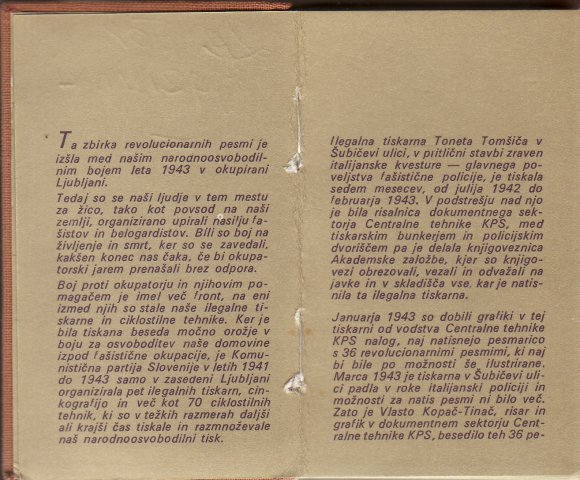 Ta zbirka revolucionarnih pesmi je
izšla med našim narodnoosvobodil-
nim bojem leta 1943 v okupirani
Ljubljani.
Tedaj so se naši ljudje v tem mestu
za žico, tako kot povsod na naši
zemlji, organizirano upirali nasilju fa-
šistov in belogardistov. Bili so boj na
življenje in smrt, ker so se zavedali,
kakšen konec nas čaka, če bi okupa-
torski jarem prenašali brez odpora.
Boj proti okupatorju in njihovim po-
magačem je imel več front, na eni
izmed njih so stale naše ilegalne ti-
skarne in ciklostilne tehnike. Ker je
bila tiskana beseda močno orožje v
boju za osvoboditev naše domovine
izpod fašistične okupacije, je Komu-
nistična partija Slovenije v letih 1941
do 1943 samo v zasedeni Ljubljani
organizirala pet ilegalnih tiskarn, cin-
kografijo in več kot 70 ciklostilnih
tehnik, ki so v težkih razmerah daljši
ali krajši čas tiskale in razmnoževale
naš narodnoosvobodilni tisk.
Ilegalna tiskarna Toneta Tomšiča v
Šubičevi ulici, v pritlični stavbi zraven
italijanske kvesture — glavnega po-
veljstva fašistične policije, je tiskala
sedem mesecev, od julija 1942 do
februarja 1943. V podstrešju nad njo
je bila risalnica dokumentnega sek-
torja Centralne tehnike KPS, med
tiskarskim bunkerjem in policijskim
dvoriščem pa je delala knjigoveznica
Akademske založbe, kjer so knjigo-
vezi obrezovali, vezali in odvažali na
javke in v skladišča vse, kar je natis-
nila ta ilegalna tiskarna.
Januarja 1943 so dobili grafiki v tej
tiskarni od vodstva Centralne tehnike
KPS nalog, naj natisnejo pesmarico
s 36 revolucionarnimi pesmimi, ki naj
bi bile po možnosti še ilustrirane.
Marca 1943 je tiskarna v Šubičevi uli-
ci padla v roke italijanski policiji in
možnosti za natis pesmi ni bilo več.
Zato je Vlasto Kopač-Tinač, risar in
grafik v dokumentnem sektorju Cent-
ralne tehnike KPS, besedilo teh 36 pe-